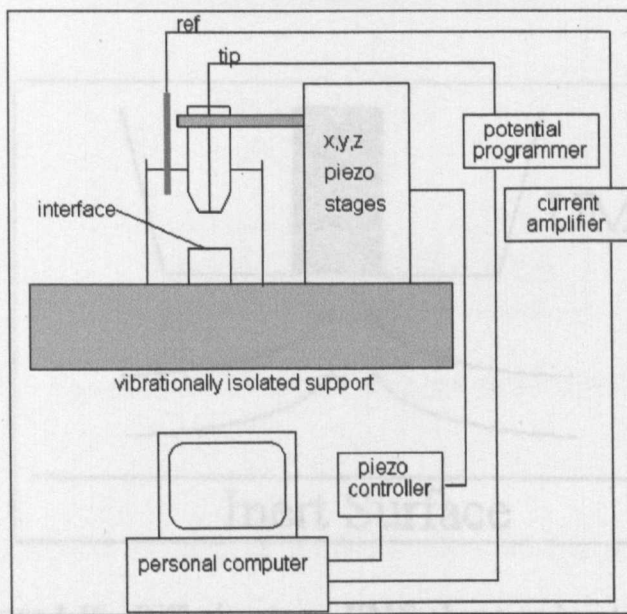 ref
tip
x,y,z
piezo
stages
potential
programmer
current
amplifier
interface
vibrationally isolated support
piezo
controller
Inert Surface
personal computer